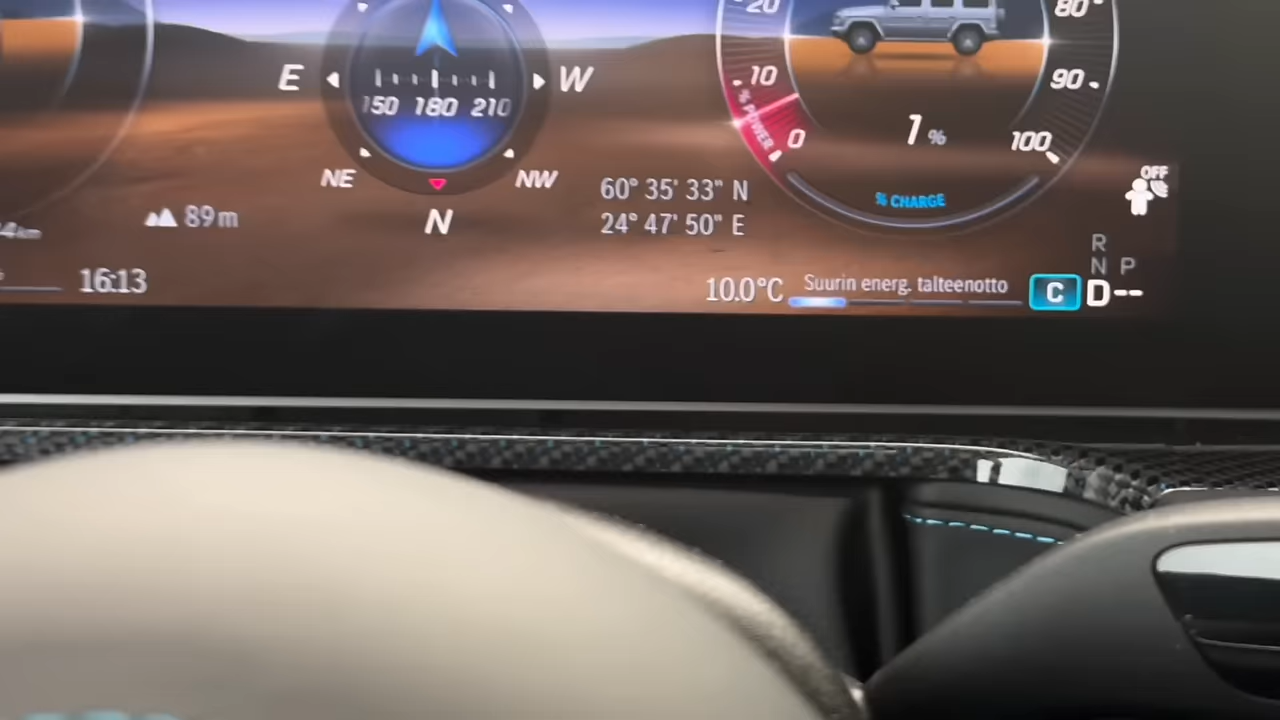 20
80
E
W
10
90
150 180 210
% POWER
0
1 %
100
OFF
NE
NW
60° 35' 33" N
% CHARGE
89 m
N
24° 47' 50" E
R
N P
16:13
10.0°C
Suurin energ. talteenotto
C
D--